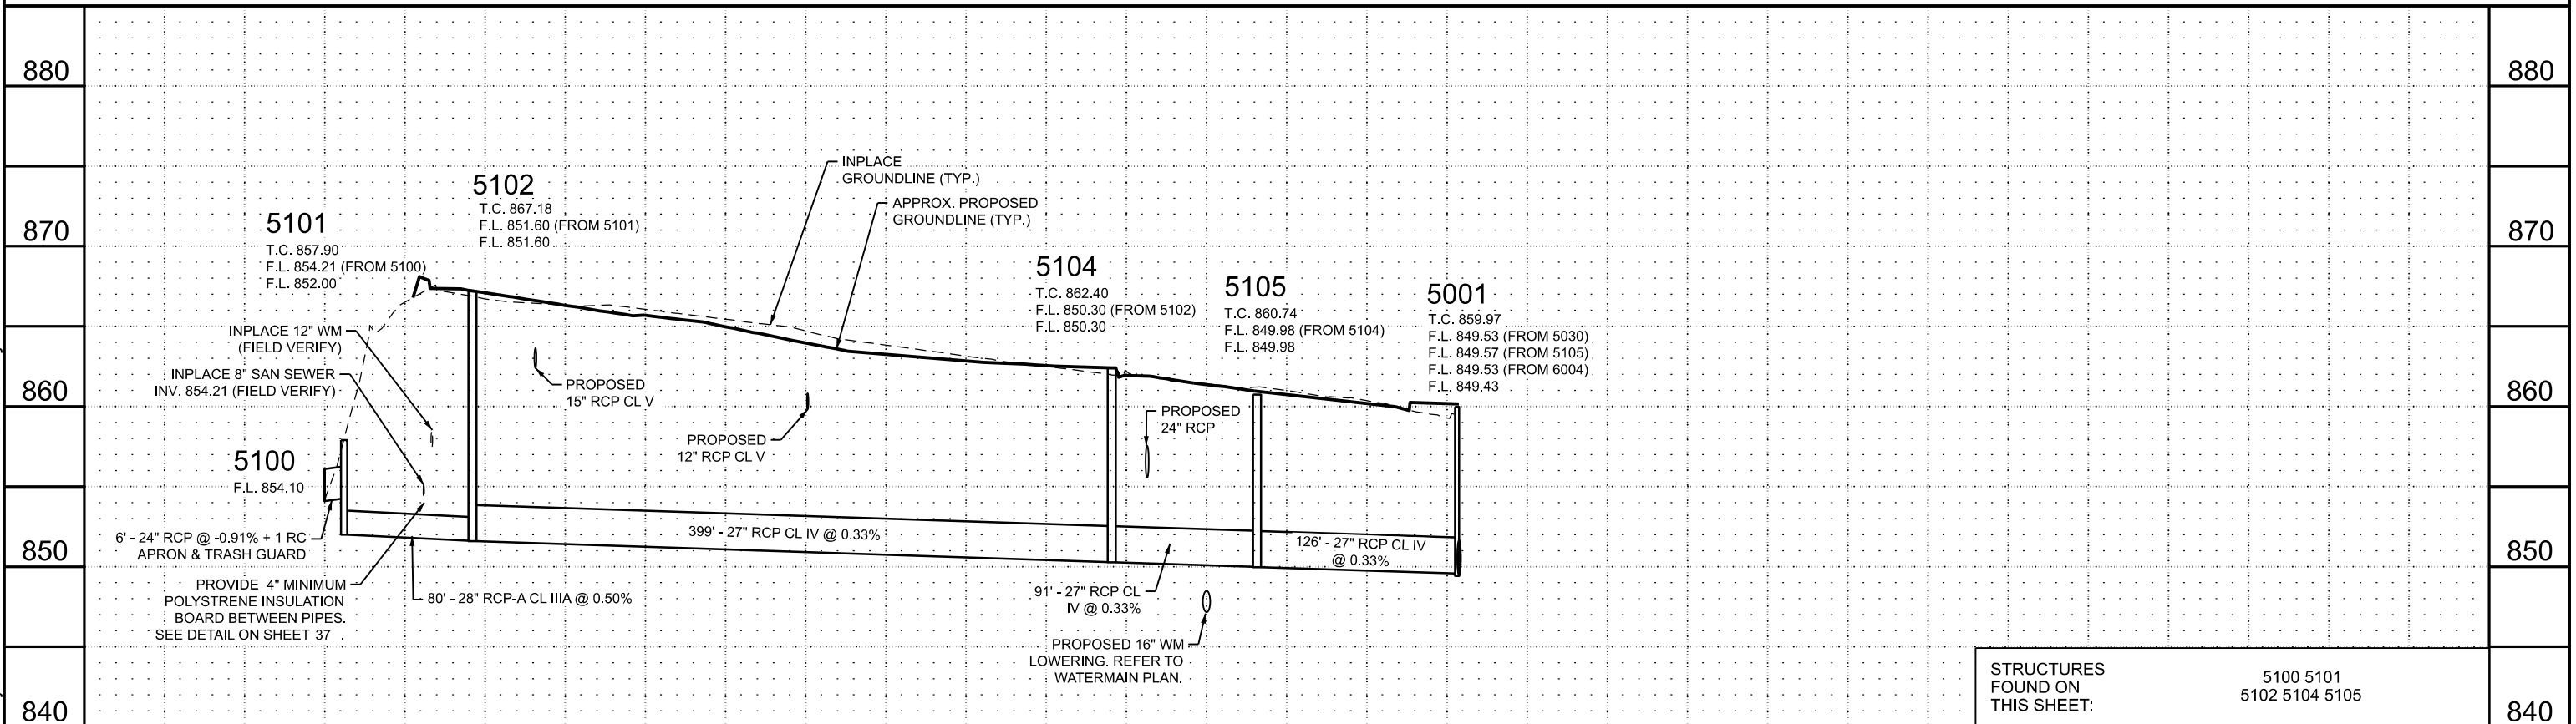 880
870
860
850
840
5101
T.C. 857.90
F.L. 854.21 (FROM 5100)
F.L. 852.00
5102
T.C. 867.18
F.L. 851.60 (FROM 5101)
F.L. 851.60
INPLACE
GROUNDLINE (TYP.)
APPROX. PROPOSED
GROUNDLINE (TYP.)
5104
T.C. 862.40
F.L. 850.30 (FROM 5102)
F.L. 850.30
5105
T.C. 860.74
F.L. 849.98 (FROM 5104)
F.L. 849.98
5001
T.C. 859.97
F.L. 849.53 (FROM 5030)
F.L. 849.57 (FROM 5105)
F.L. 849.53 (FROM 6004)
F.L. 849.43
INPLACE 12" WM
(FIELD VERIFY)
INPLACE 8" SAN SEWER
INV. 854.21 (FIELD VERIFY)
5100
F.L. 854.10
6' - 24" RCP @ -0.91% + 1 RC
APRON & TRASH GUARD
PROVIDE 4" MINIMUM
POLYSTRENE INSULATION
BOARD BETWEEN PIPES.
SEE DETAIL ON SHEET 37 .
80' - 28" RCP-A CL IIIA @ 0.50%
PROPOSED
15" RCP CL V
PROPOSED
12" RCP CL V
399' - 27" RCP CL IV @ 0.33%
PROPOSED
24" RCP
91' - 27" RCP CL
IV @ 0.33%
126' - 27" RCP CL IV
@ 0.33%
PROPOSED 16" WM
LOWERING. REFER TO
WATERMAIN PLAN.
880
870
860
850
840
STRUCTURES
FOUND ON
THIS SHEET:
5100 5101
5102 5104 5105